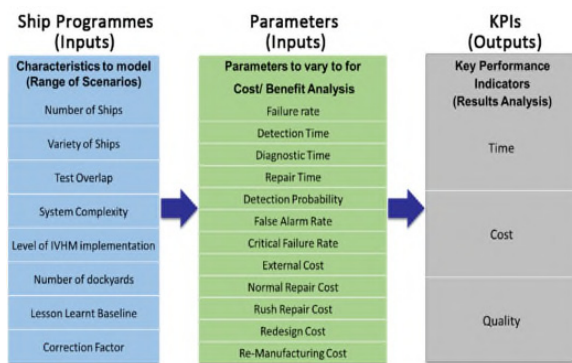 Ship Programmes
(Inputs)
Characteristics to model
(Range of Scenarios)
Number of Ships
Variety of Ships
Test Overlap
System Complexity
Level of IVHM implementation
Number of dockyards
Lesson Learnt Baseline
Correction Factor
Parameters
(Inputs)
Parameters to vary to for
Cost/ Benefit Analysis
Failure rate
Detection Time
Diagnostic Time
Repair Time
Detection Probability
False Alarm Rate
Critical Failure Rate
External Cost
Normal Repair Cost
Rush Repair Cost
Redesign Cost
Re-Manufacturing Cost
KPIs
(Outputs)
Key Performance
Indicators
(Results Analysis)
Time
Cost
Quality